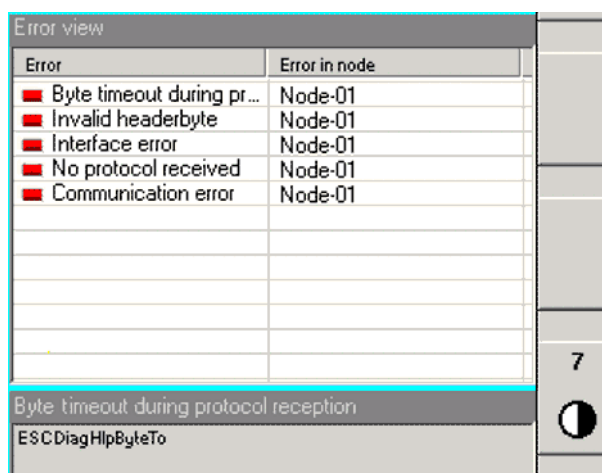 Error view
Error Error in node
Byte timeout during pr... Node-01
Invalid headerbyte Node-01
Interface error Node-01
No protocol received Node-01
Communication error Node-01
7
Byte timeout during protocol reception
ESCDiagHlpByteTo